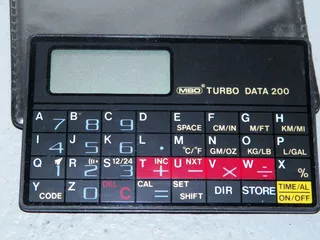 MBO TURBO DATA 200
A 7 B 8 C 9 D E SPACE F CM/IN G M/FT H KM/MI
I 4 J 5 K 6 L . M °C/°F N GM/OZ O KG/LB P L/GAL
Q 1 R 2 S 12/24 3 T INC + U NXT − V × W ÷ X %
Y CODE Z 0 DEL C CAL = SET SHIFT DIR STORE TIME/AL ON/OFF